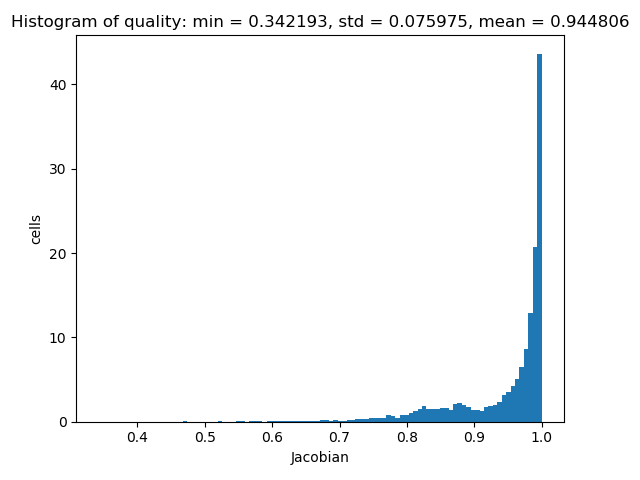 Histogram of quality: min = 0.342193, std = 0.075975, mean = 0.944806
cells
40
30
20
10
0
0.4 0.5 0.6 0.7 0.8 0.9 1.0
Jacobian